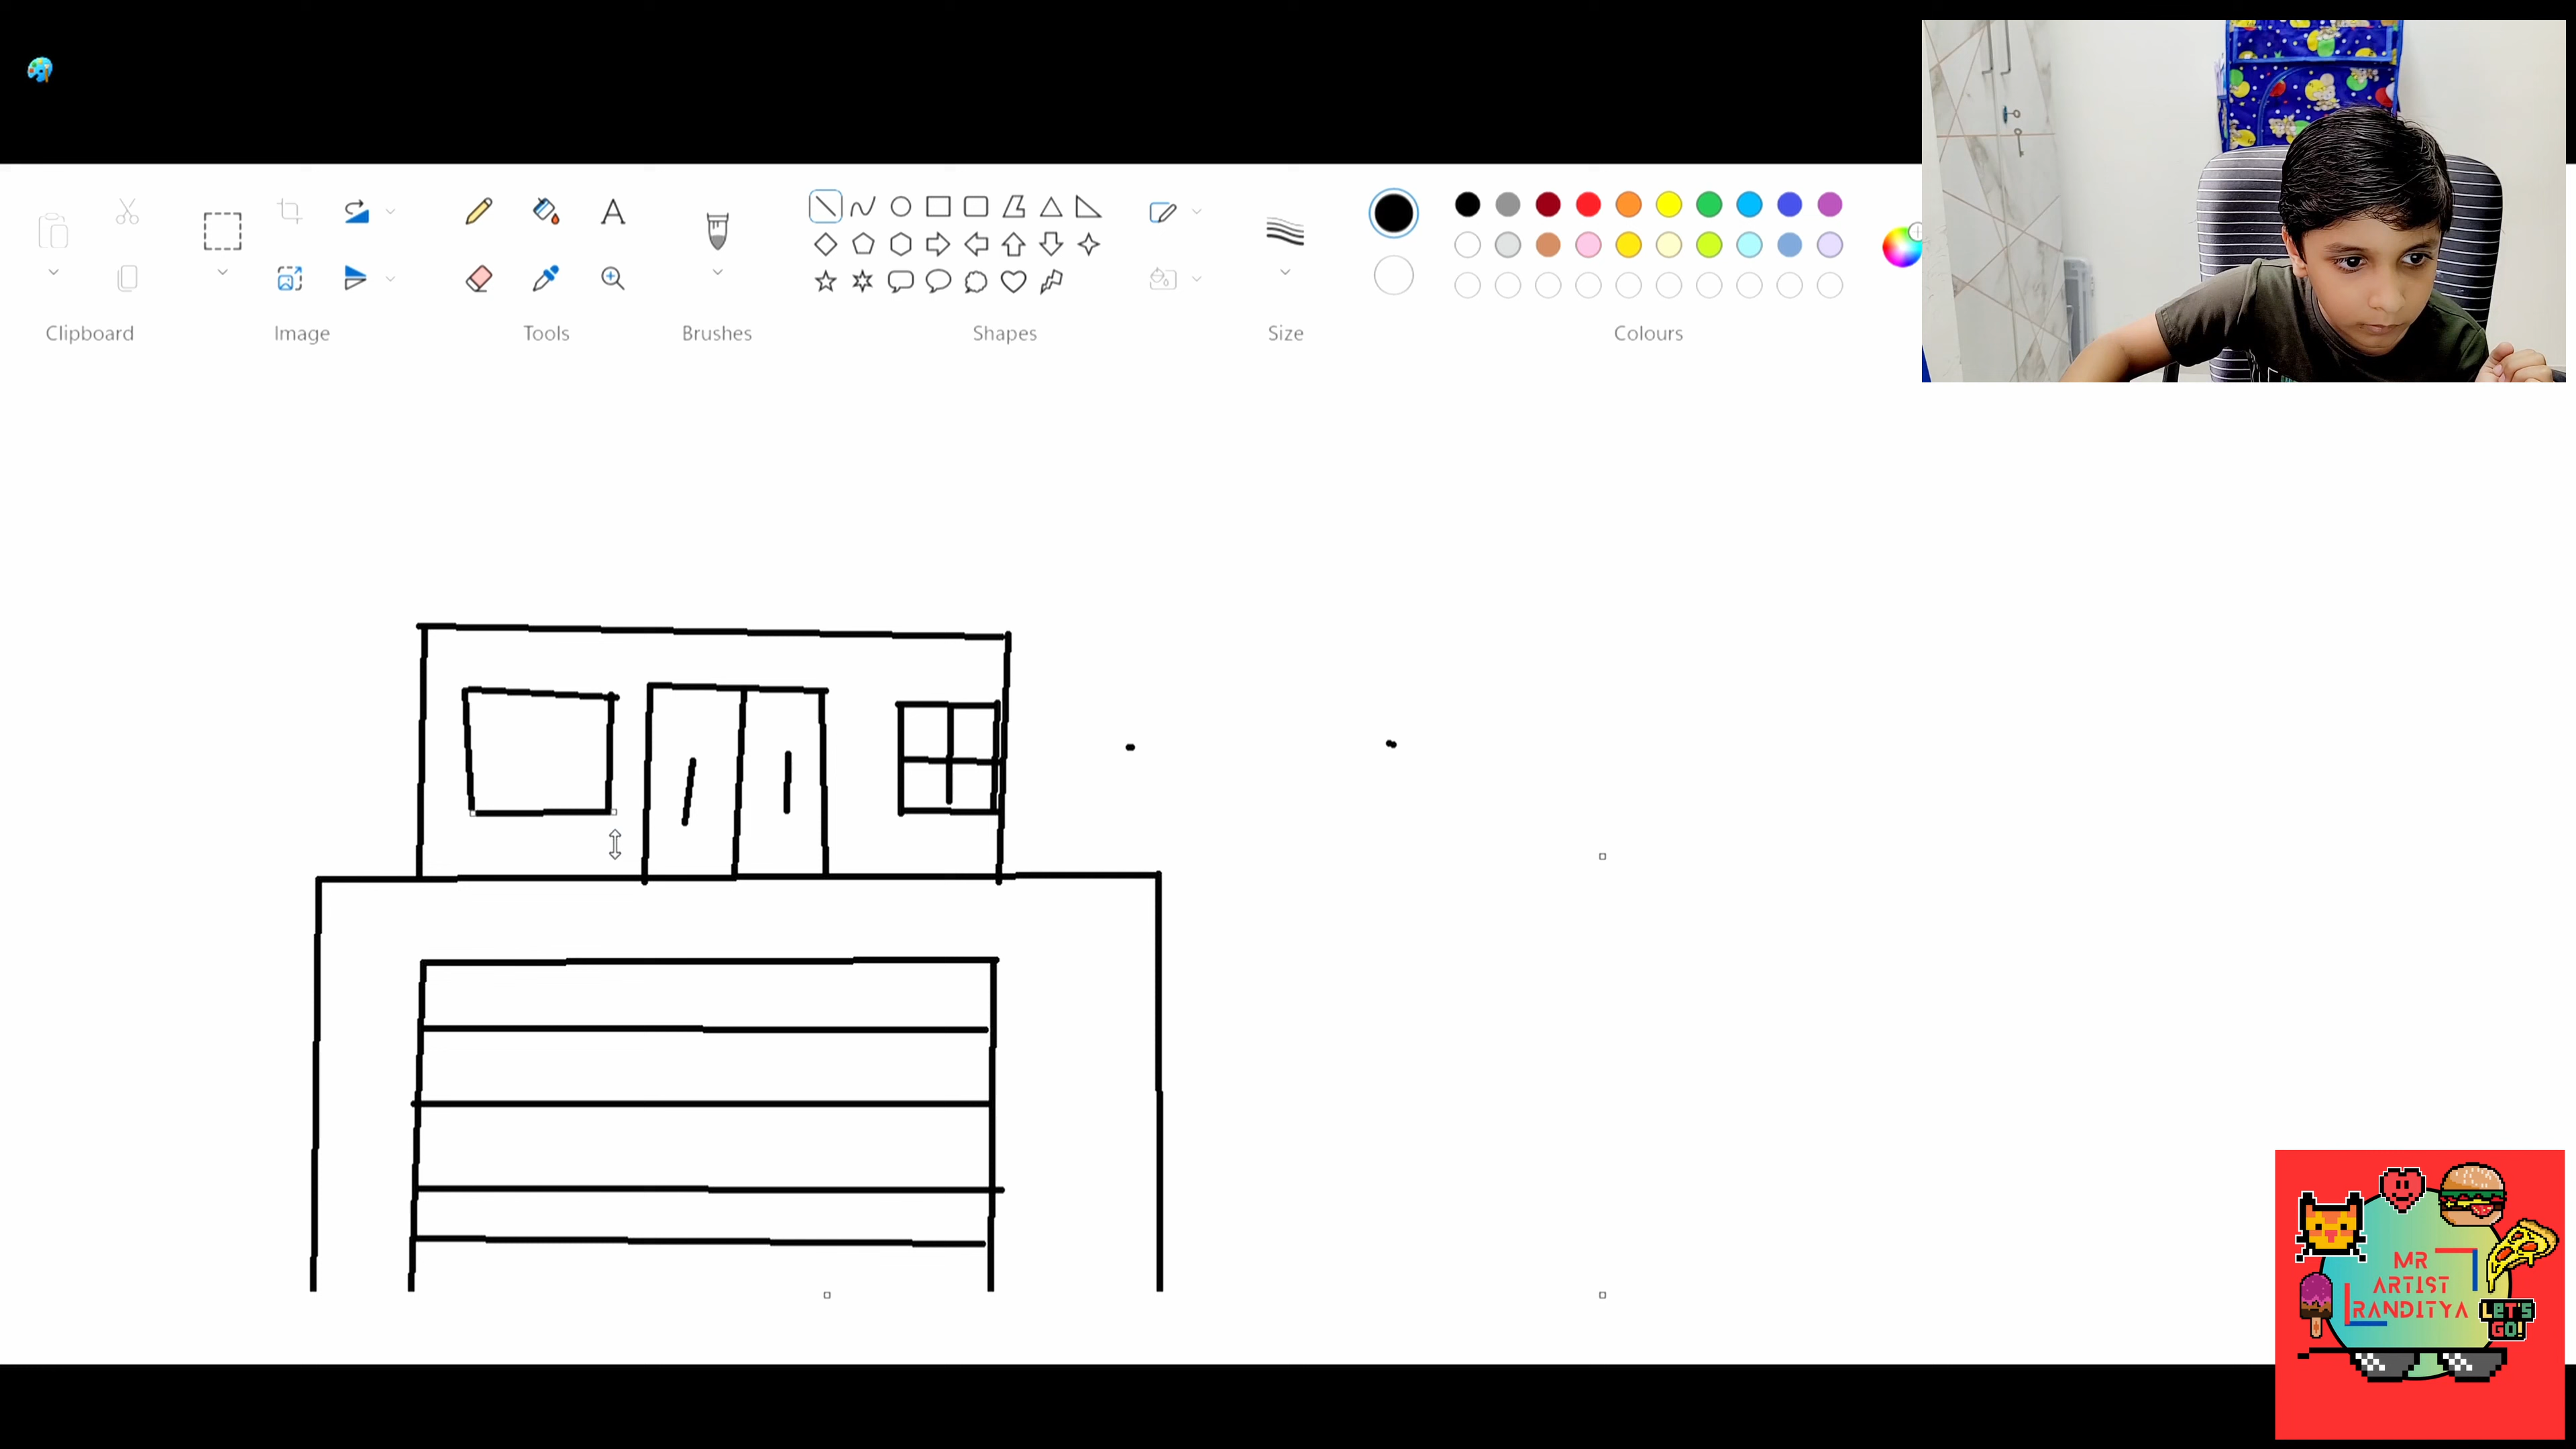 A
Clipboard
Image
Tools
Brushes
Shapes
Size
Colours
MR
ARTIST
RANDITYA
LET'S
GO!